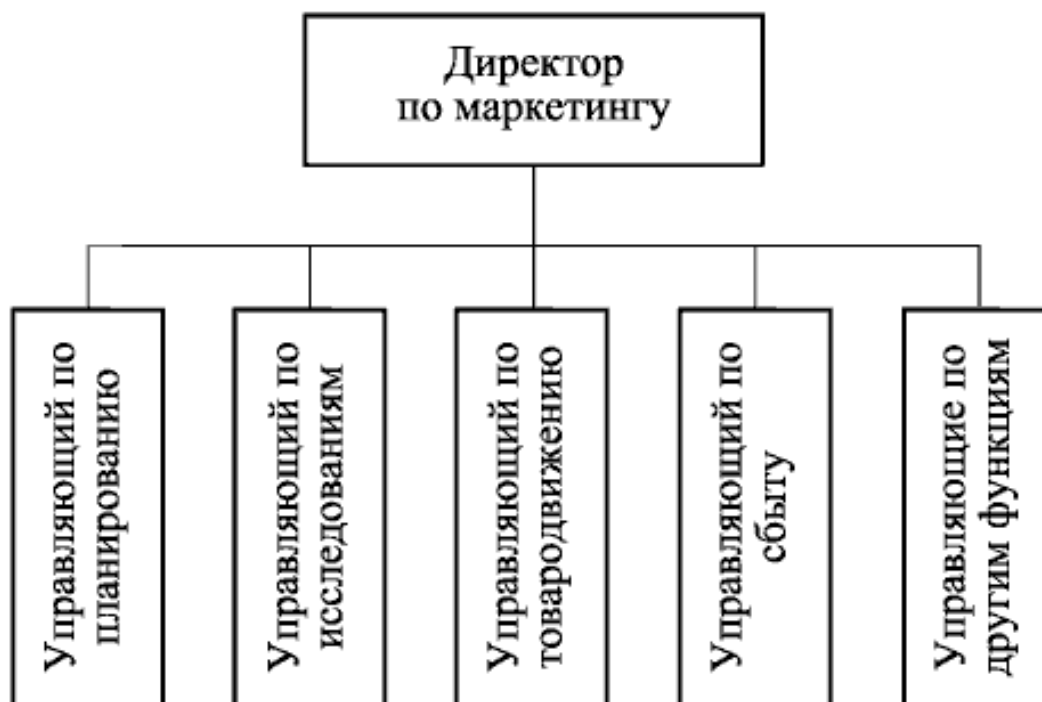 Директор
по маркетингу
Управляющий по
планированию
Управляющий по
исследованиям
Управляющий по
товародвижению
Управляющий по
сбыту
Управляющие по
другим функциям